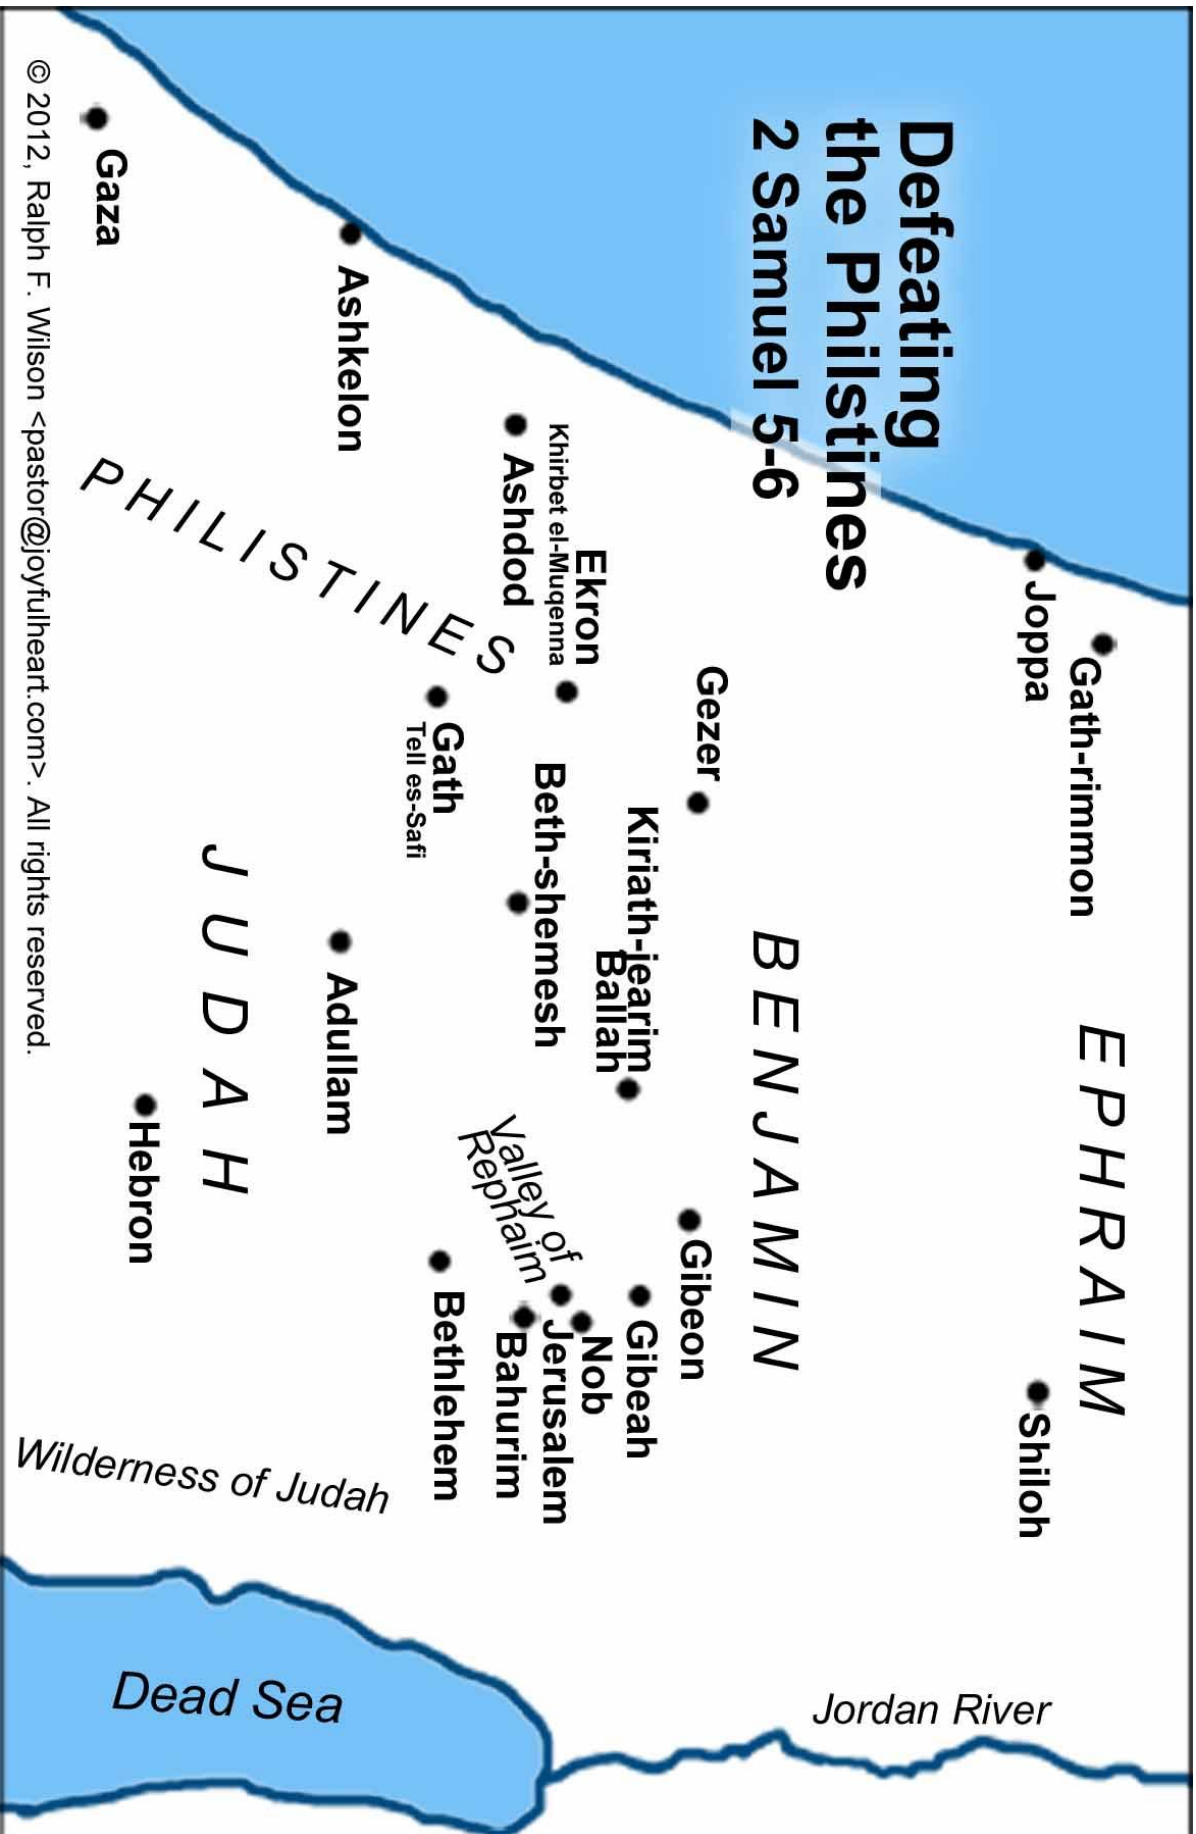 Defeating
the Philstines
2 Samuel 5-6
Gath-rimmon
Joppa
EPHRAIM
Shiloh
BENJAMIN
Gezer
Gibeon
Kiriath-jearim
Ballah
Gibeah
Ekron
Khirbet el-Muqenna
Nob
Jerusalem
Bahurim
Valley of
Rephaim
Beth-shemesh
Ashdod
Gath
Tell es-Safi
Bethlehem
PHILISTINES
Ashkelon
Adullam
JUDAH
Hebron
Gaza
Jordan River
Wilderness of Judah
Dead Sea
© 2012, Ralph F. Wilson <pastor@joyfulheart.com>. All rights reserved.